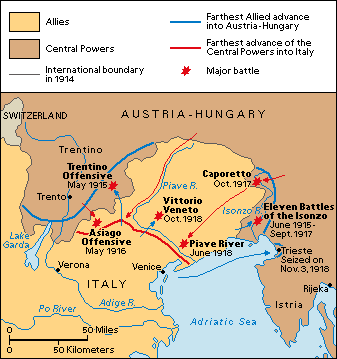 Allies
Central Powers
International boundary
in 1914
Farthest Allied advance
into Austria-Hungary
Farthest advance of the
Central Powers into Italy
Major battle
SWITZERLAND
AUSTRIA-HUNGARY
Trentino
Trentino
Offensive
May 1915
Trento
Piave R.
Caporetto
Oct. 1917
Vittorio
Veneto
Oct. 1918
Isonzo R.
Eleven Battles
of the Isonzo
June 1915-
Sept. 1917
Asiago
Offensive
May 1916
Piave River
June 1918
Lake
Garda
Trieste
Seized on
Nov. 3, 1918
Verona
Venice
Rijeka
ITALY
Istria
Adige R.
Po River
Adriatic Sea
0 50 Miles
0 50 Kilometers